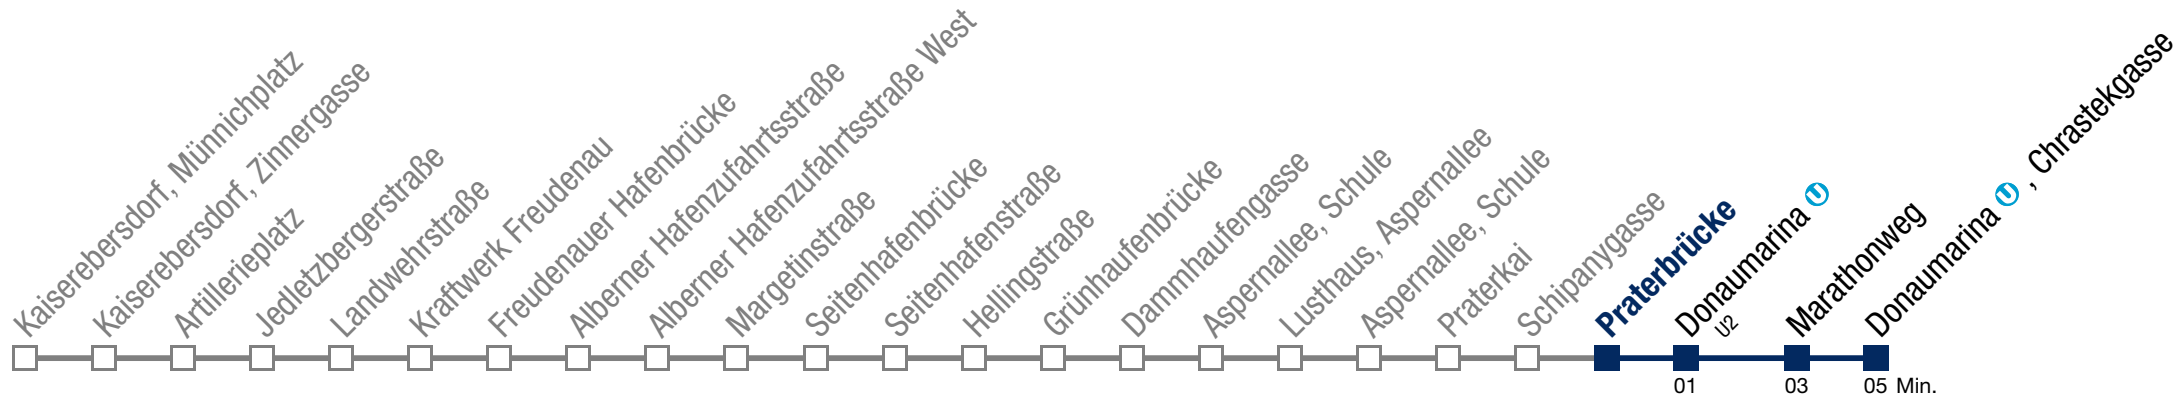 Kaiserebersdorf, Münnichplatz
Kaiserebersdorf, Zinnergasse
Artillerieplatz
Jedletzbergerstraße
Landwehrstraße
Kraftwerk Freudenau
Freudenauer Hafenbrücke
Alberner Hafenzufahrtsstraße
Alberner Hafenzufahrtsstraße West
Margetinstraße
Seitenhafenbrücke
Seitenhafenstraße
Hellingstraße
Grünhaufenbrücke
Dammhaufengasse
Aspernallee, Schule
Lusthaus, Aspernallee
Aspernallee, Schule
Praterkai
Schipanygasse
Praterbrücke
Donaumarina U
U2
Marathonweg
Donaumarina U, Chrastekgasse
01 03 05 Min.